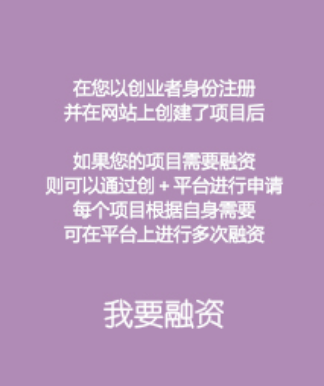 在您以创业者身份注册
并在网站上创建了项目后
如果您的项目需要融资
则可以通过创+平台进行申请
每个项目根据自身需要
可在平台上进行多次融资
我要融资